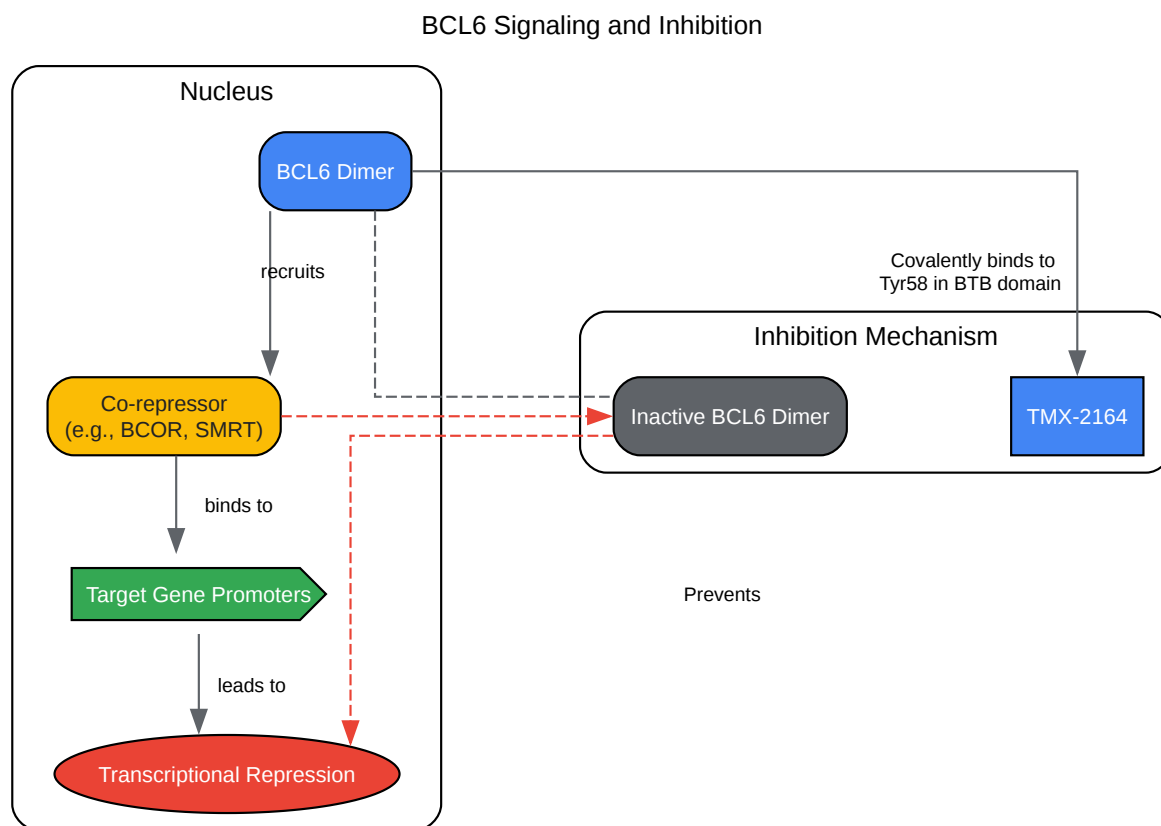 BCL6 Signaling and Inhibition
Nucleus
BCL6 Dimer
recruits
Covalently binds to
Tyr58 in BTB domain
Inhibition Mechanism
Co-repressor
(e.g., BCOR, SMRT)
Inactive BCL6 Dimer
TMX-2164
binds to
Target Gene Promoters
Prevents
leads to
Transcriptional Repression